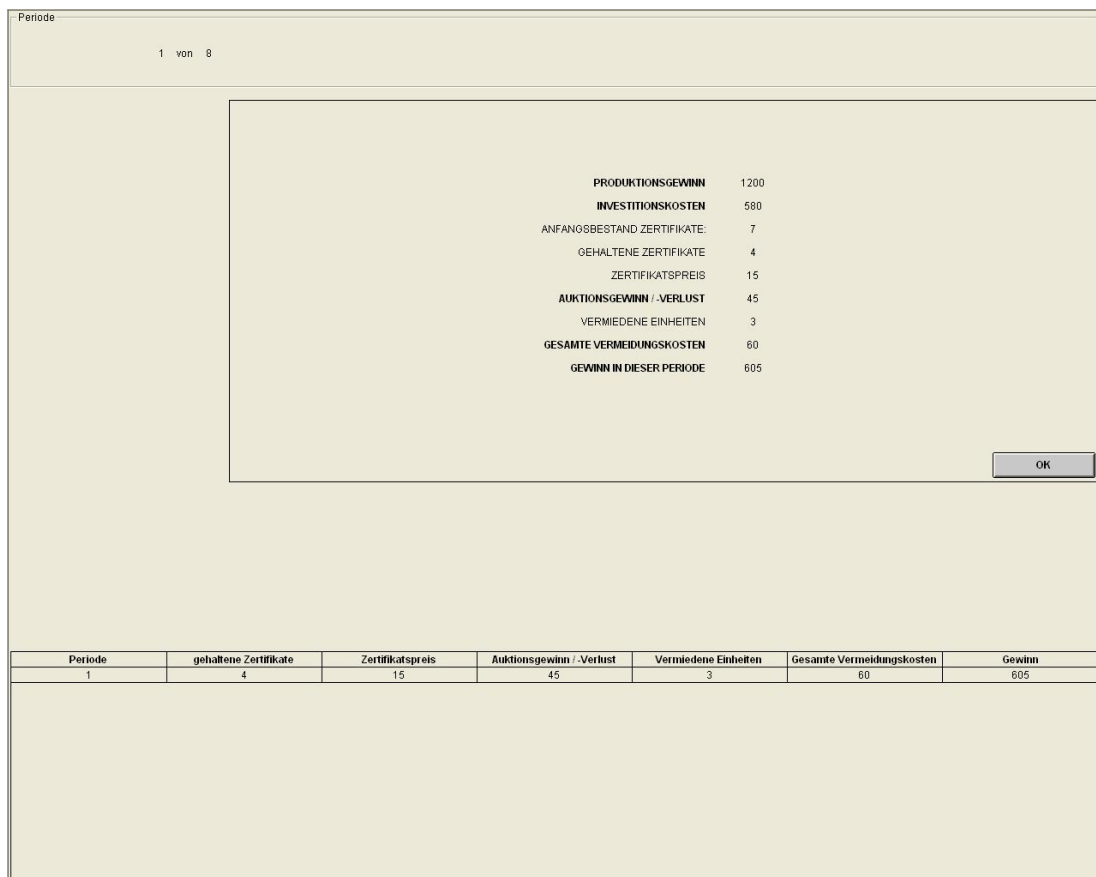 Periode
1 von 8
PRODUKTIONSGEWINN 1200
INVESTITIONSKOSTEN 580
ANFANGSBESTAND ZERTIFIKATE: 7
GEHALTENE ZERTIFIKATE 4
ZERTIFIKATSPREIS 15
AUKTIONSGEWINN / -VERLUST 45
VERMIEDENE EINHEITEN 3
GESAMTE VERMEIDUNGSKOSTEN 60
GEWINN IN DIESER PERIODE 605
OK
Periode gehaltene Zertifikate Zertifikatspreis Auktionsgewinn / -Verlust Vermiedene Einheiten Gesamte Vermeidungskosten Gewinn
1 4 15 45 3 60 605